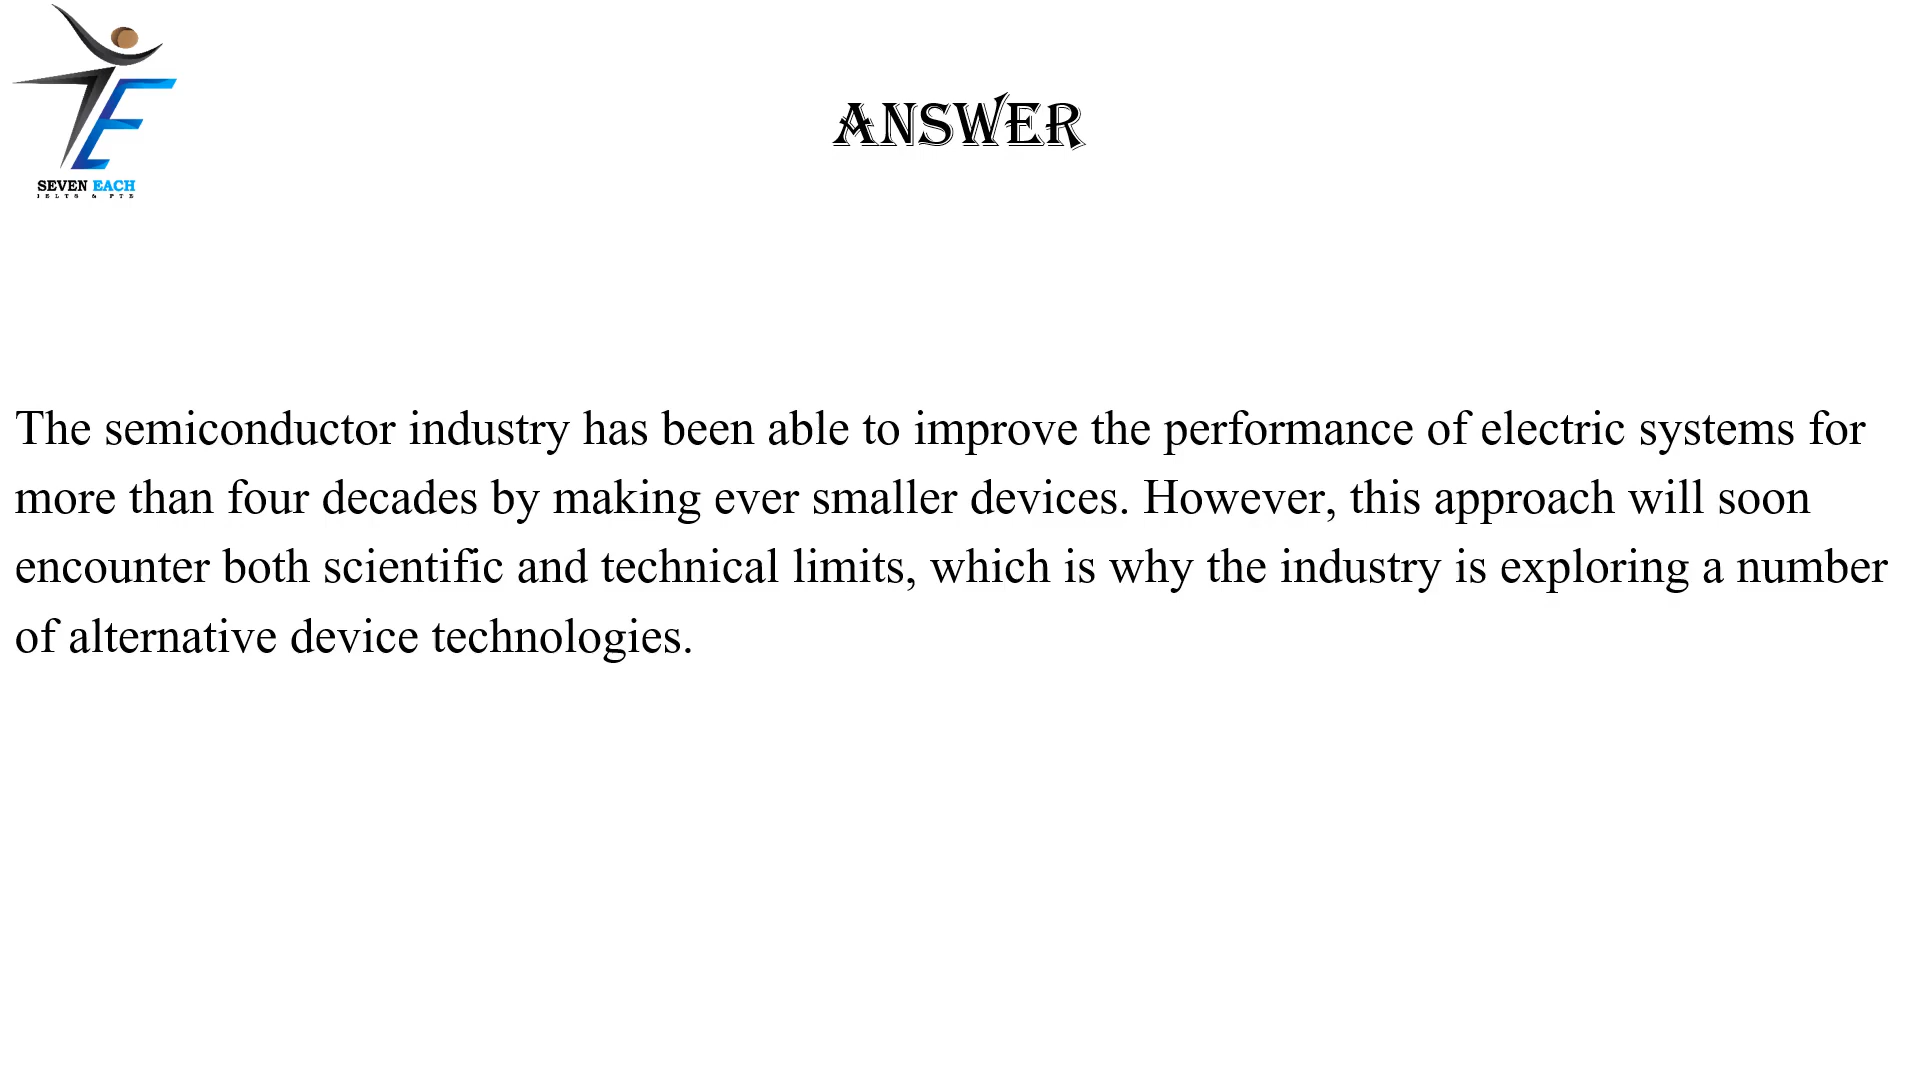 SEVEN EACH
IELTS & PTE
ANSWER
The semiconductor industry has been able to improve the performance of electric systems for
more than four decades by making ever smaller devices. However, this approach will soon
encounter both scientific and technical limits, which is why the industry is exploring a number
of alternative device technologies.